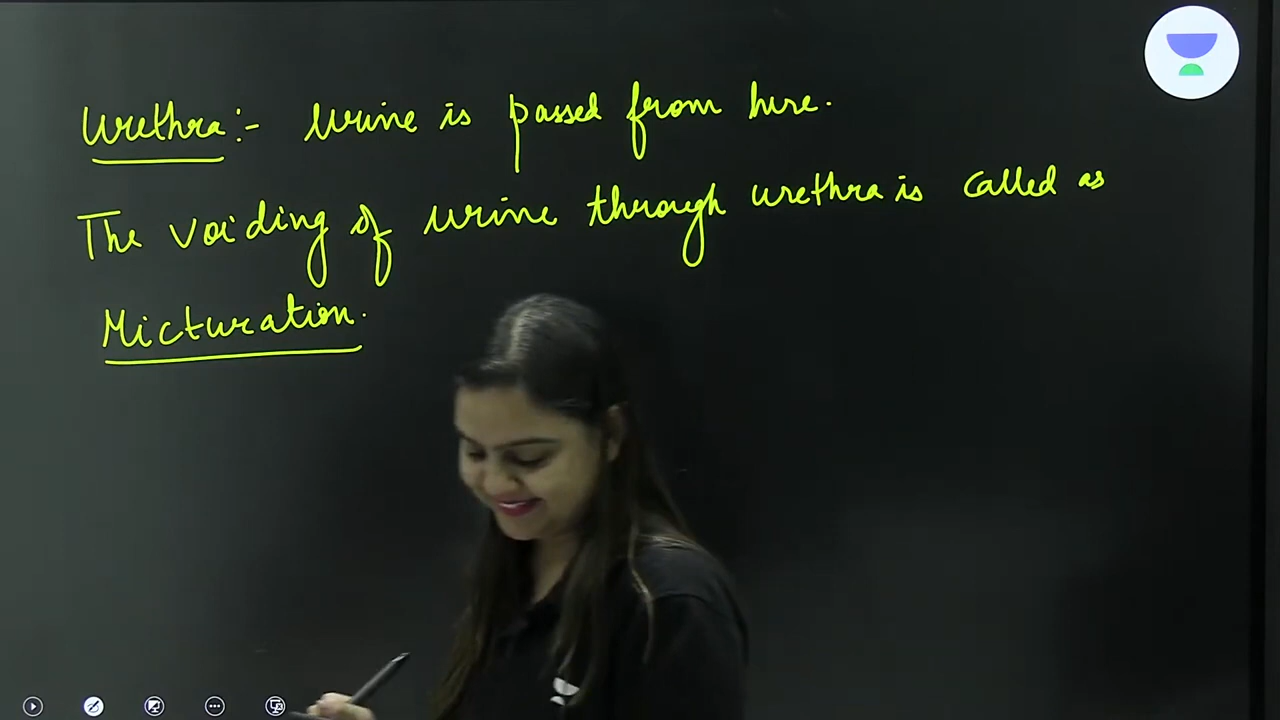 Urethra:- Urine is passed from here.
The voiding of urine through urethra is called as
Micturation.